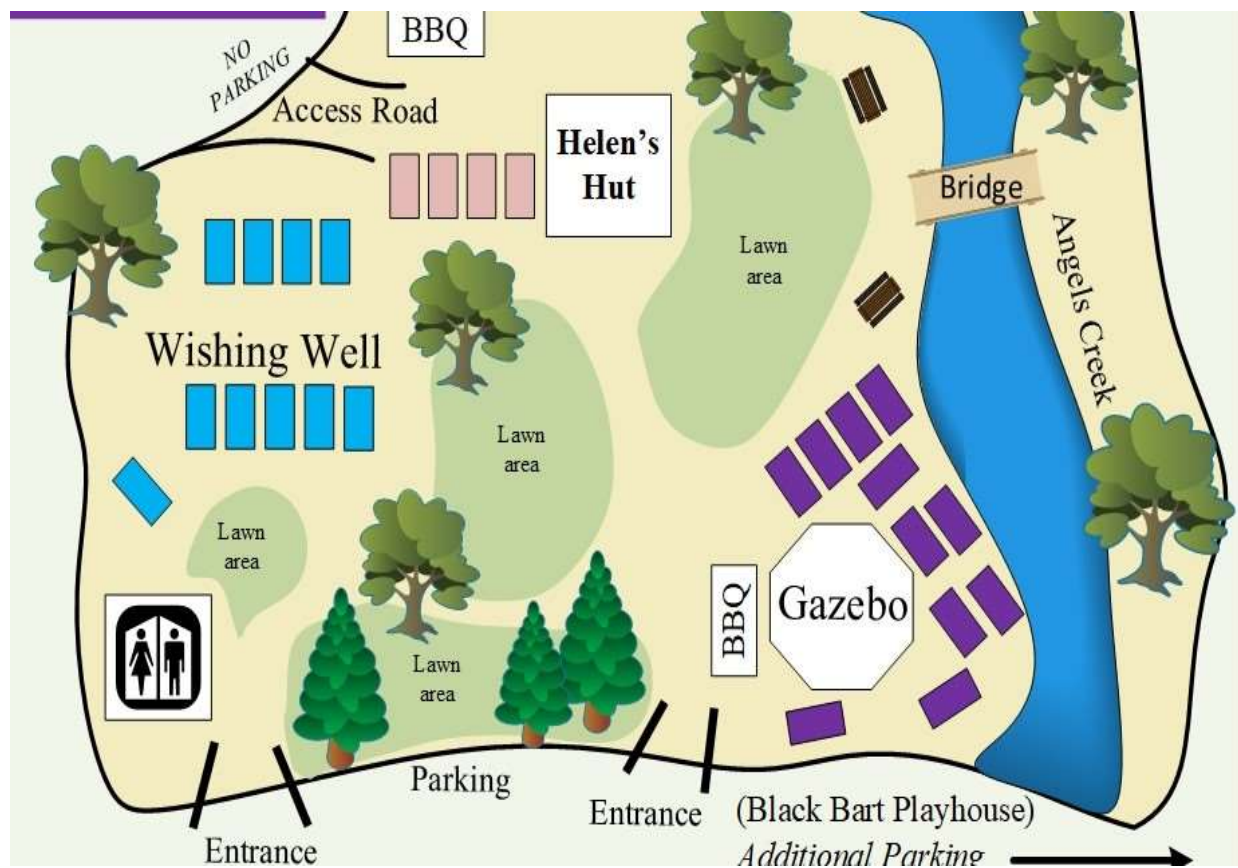 BBQ
NO
PARKING
Access Road
Helen's
Hut
Bridge
Lawn
area
Angels Creek
Wishing Well
Lawn
area
Lawn
area
BBQ
Gazebo
Lawn
area
Parking
Entrance
Entrance
(Black Bart Playhouse)
Additional Parking